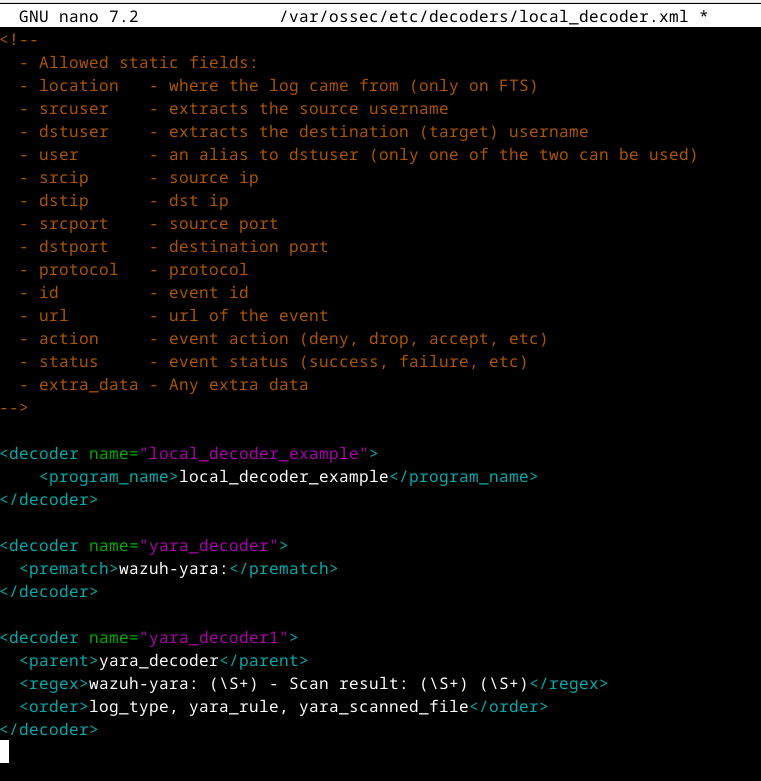 GNU nano 7.2 /var/ossec/etc/decoders/local_decoder.xml *
<!--
  - Allowed static fields:
  - location   - where the log came from (only on FTS)
  - srcuser    - extracts the source username
  - dstuser    - extracts the destination (target) username
  - user       - an alias to dstuser (only one of the two can be used)
  - srcip      - source ip
  - dstip      - dst ip
  - srcport    - source port
  - dstport    - destination port
  - protocol   - protocol
  - id         - event id
  - url        - url of the event
  - action     - event action (deny, drop, accept, etc)
  - status     - event status (success, failure, etc)
  - extra_data - Any extra data
-->
<decoder name="local_decoder_example">
    <program_name>local_decoder_example</program_name>
</decoder>
<decoder name="yara_decoder">
  <prematch>wazuh-yara:</prematch>
</decoder>
<decoder name="yara_decoder1">
  <parent>yara_decoder</parent>
  <regex>wazuh-yara: (\S+) - Scan result: (\S+) (\S+)</regex>
  <order>log_type, yara_rule, yara_scanned_file</order>
</decoder>